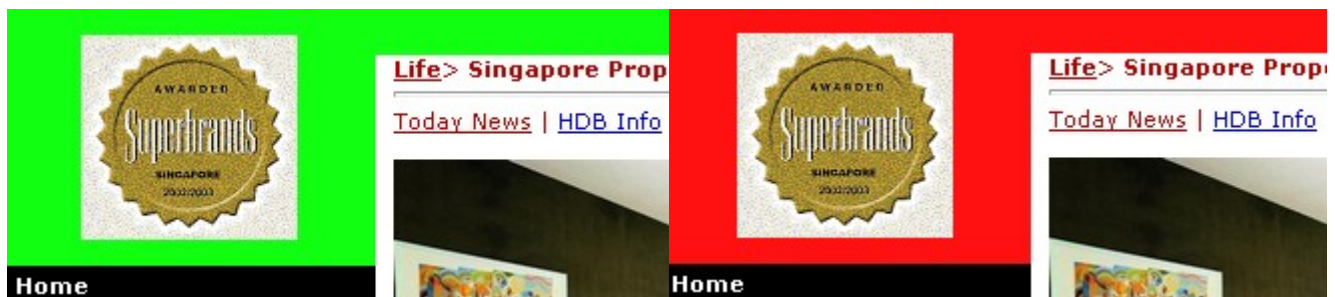 AWARDED
Superbrands
SINGAPORE
2002/2003
Life> Singapore Prop
Today News | HDB Info
Home
AWARDED
Superbrands
SINGAPORE
2002/2003
Life> Singapore Prop
Today News | HDB Info
Home